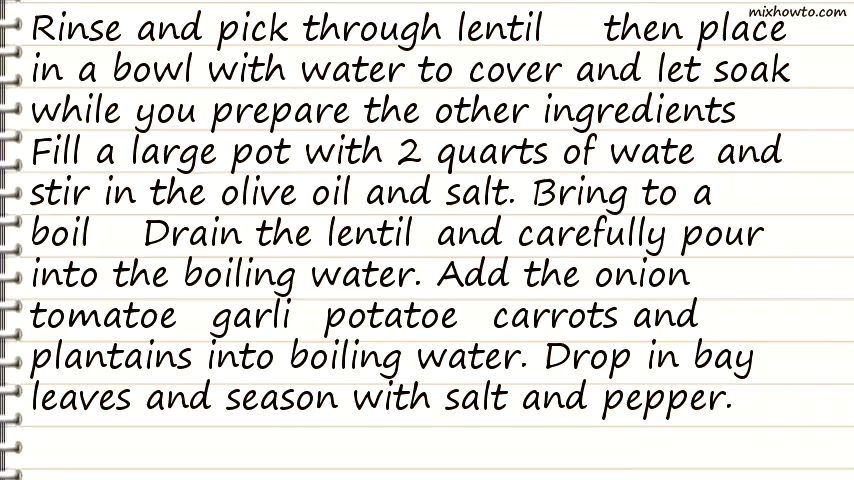 mixhowto.com
Rinse and pick through lentil then place
in a bowl with water to cover and let soak
while you prepare the other ingredients
Fill a large pot with 2 quarts of wate and
stir in the olive oil and salt. Bring to a
boil Drain the lentil and carefully pour
into the boiling water. Add the onion
tomatoe garli potatoe carrots and
plantains into boiling water. Drop in bay
leaves and season with salt and pepper.